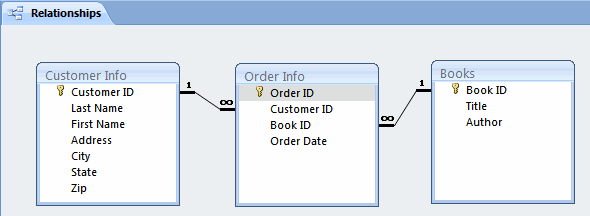 Relationships
Customer Info
Customer ID
Last Name
First Name
Address
City
State
Zip
1
∞
Order Info
Order ID
Customer ID
Book ID
Order Date
1
∞
Books
Book ID
Title
Author